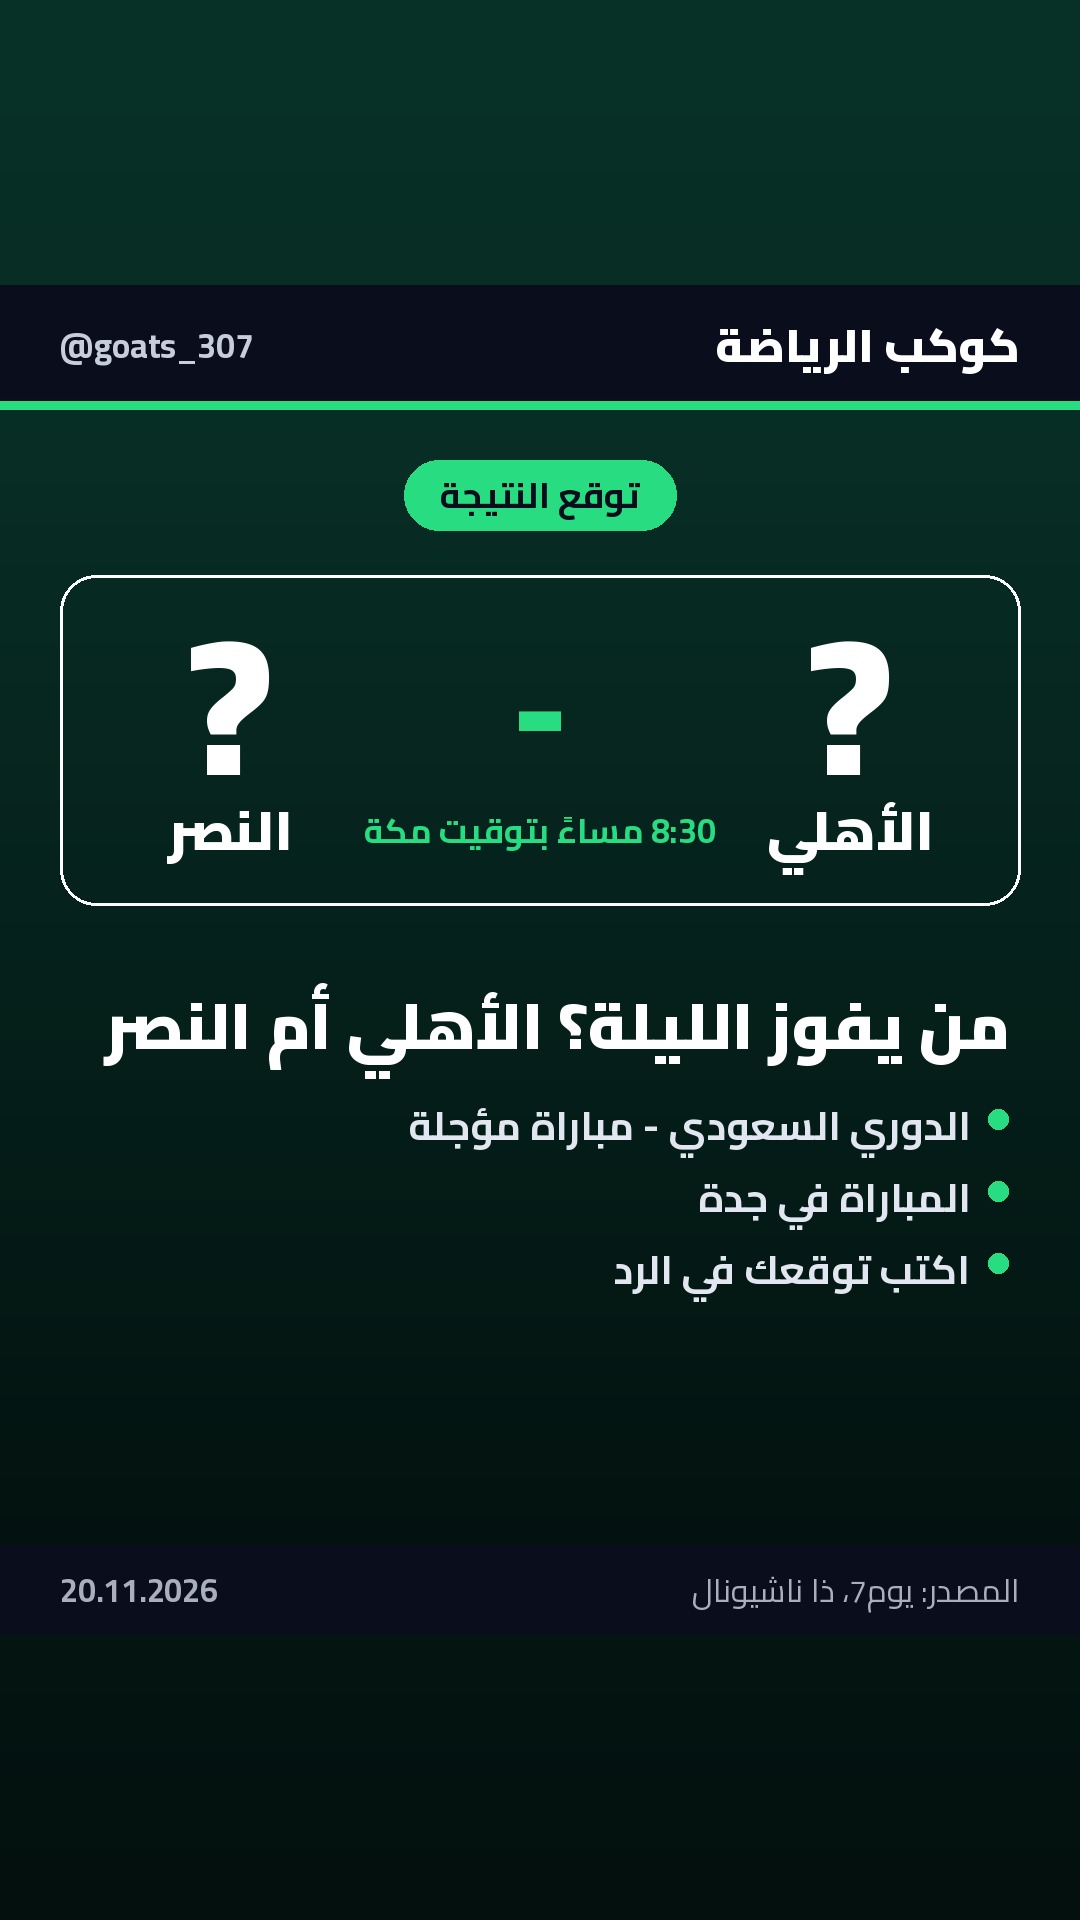 كوكب الرياضة
@goats_307
توقع النتيجة
? - ?
الأهلي 8:30 مساءً بتوقيت مكة النصر
من يفوز الليلة؟ الأهلي أم النصر
الدوري السعودي - مباراة مؤجلة
المباراة في جدة
اكتب توقعك في الرد
المصدر: يوم7، ذا ناشيونال
20.11.2026